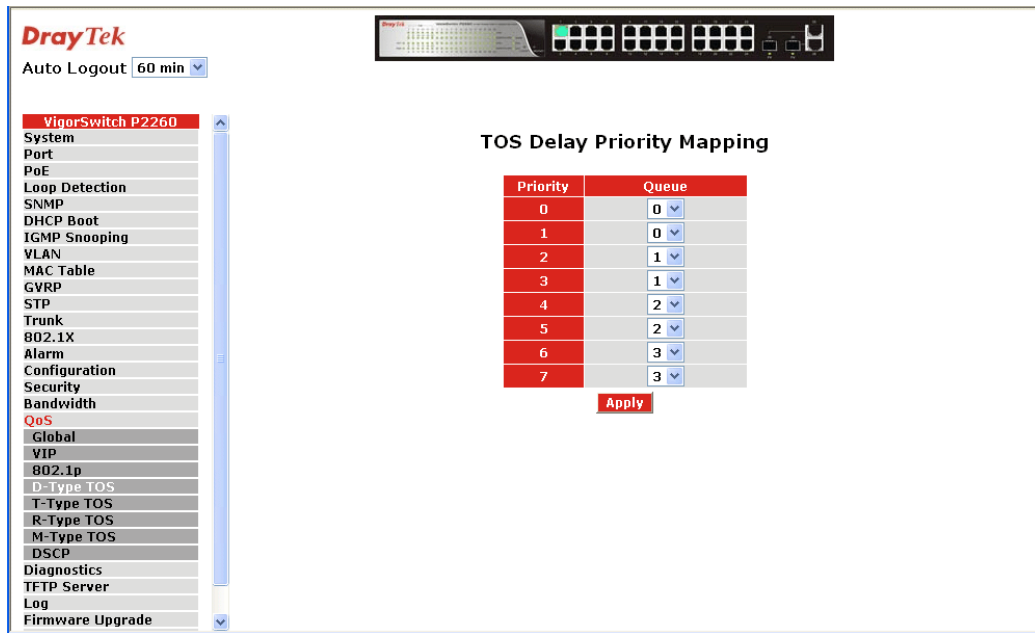 DrayTek
Auto Logout 60 min
VigorSwitch P2260
System
Port
PoE
Loop Detection
SNMP
DHCP Boot
IGMP Snooping
VLAN
MAC Table
GVRP
STP
Trunk
802.1X
Alarm
Configuration
Security
Bandwidth
QoS
Global
VIP
802.1p
D-Type TOS
T-Type TOS
R-Type TOS
M-Type TOS
DSCP
Diagnostics
TFTP Server
Log
Firmware Upgrade
TOS Delay Priority Mapping
Priority Queue
0 0
1 0
2 1
3 1
4 2
5 2
6 3
7 3
Apply